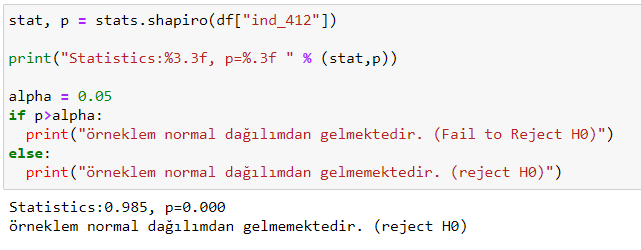 stat, p = stats.shapiro(df["ind_412"])
print("Statistics:%3.3f, p=%.3f " % (stat,p))
alpha = 0.05
if p>alpha:
  print("örneklem normal dağılımdan gelmektedir. (Fail to Reject H0)")
else:
  print("örneklem normal dağılımdan gelmemektedir. (reject H0)")
Statistics:0.985, p=0.000
örneklem normal dağılımdan gelmemektedir. (reject H0)